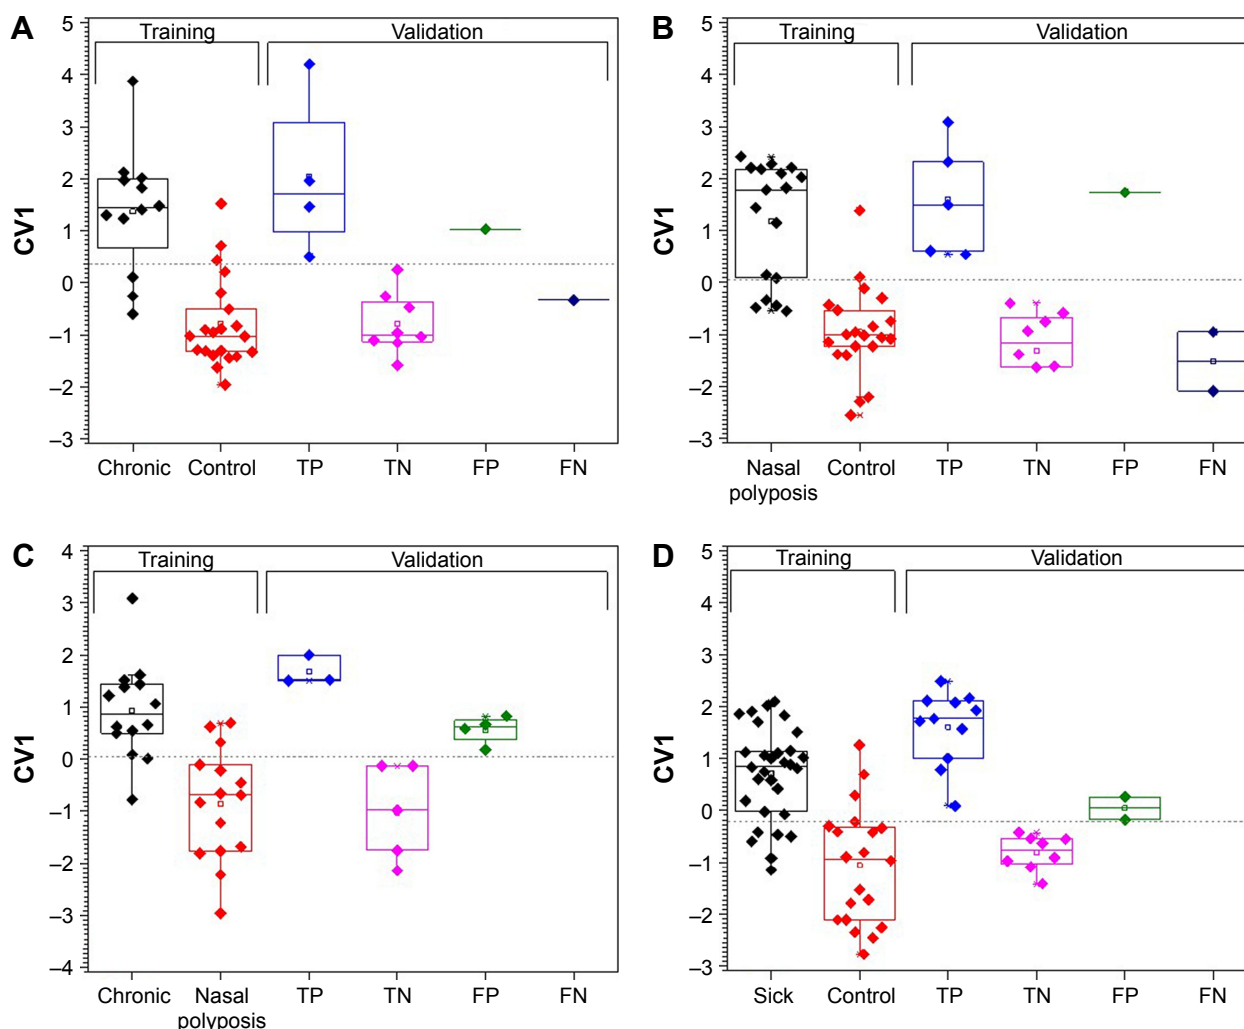 A
Training
Validation
CV1
5
4
3
2
1
0
–1
–2
–3
Chronic
Control
TP
TN
FP
FN
B
Training
Validation
CV1
5
4
3
2
1
0
–1
–2
–3
Nasal
polyposis
Control
TP
TN
FP
FN
C
Training
Validation
CV1
4
3
2
1
0
–1
–2
–3
–4
Chronic
Nasal
polyposis
TP
TN
FP
FN
D
Training
Validation
CV1
5
4
3
2
1
0
–1
–2
–3
Sick
Control
TP
TN
FP
FN